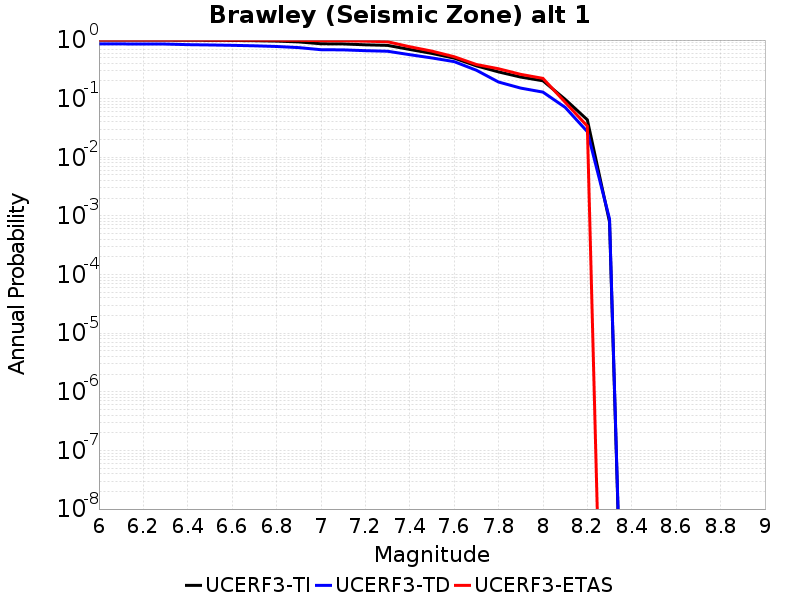 Brawley (Seismic Zone) alt 1
Annual Probability
10^0
10^-1
10^-2
10^-3
10^-4
10^-5
10^-6
10^-7
10^-8
6 6.2 6.4 6.6 6.8 7 7.2 7.4 7.6 7.8 8 8.2 8.4 8.6 8.8 9
Magnitude
UCERF3-TI UCERF3-TD UCERF3-ETAS